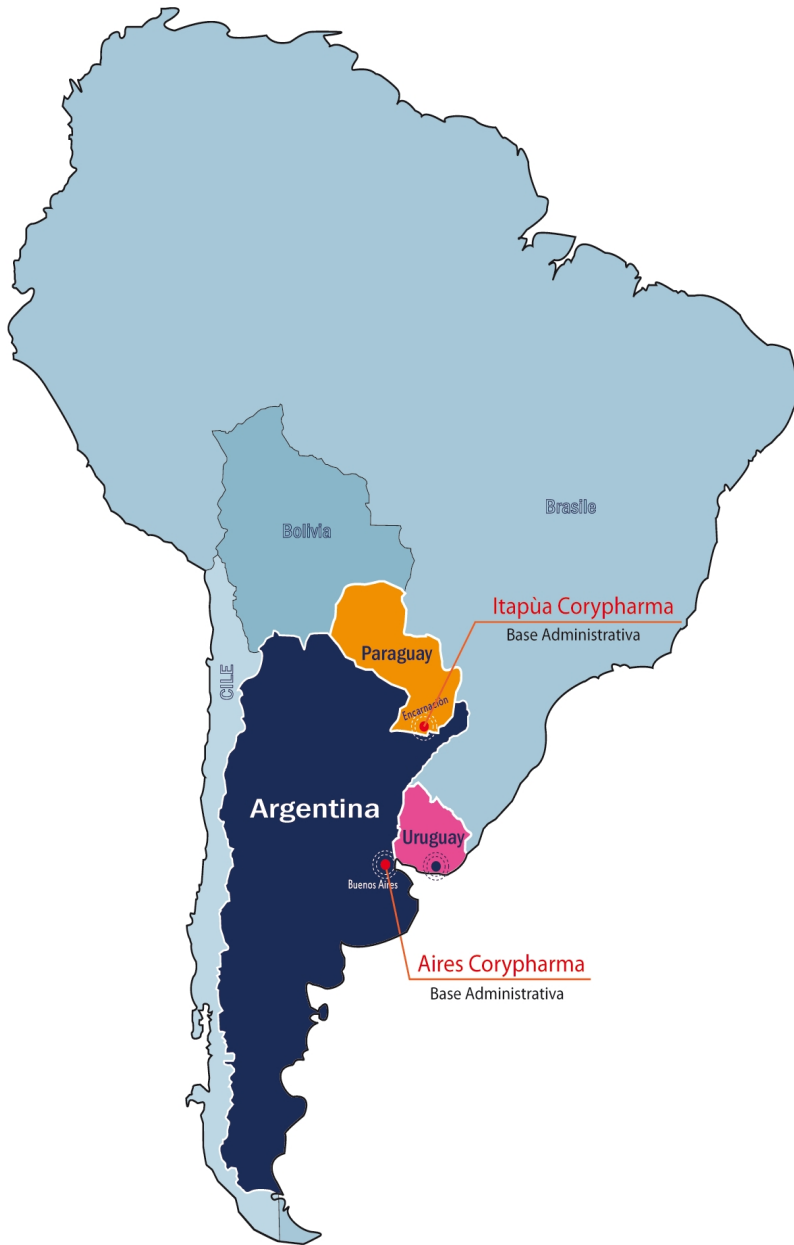 Brasile
Bolivia
Itapùa Corypharma
Base Administrativa
Paraguay
CILE
Encarnación
Argentina
Uruguay
Buenos Aires
Aires Corypharma
Base Administrativa